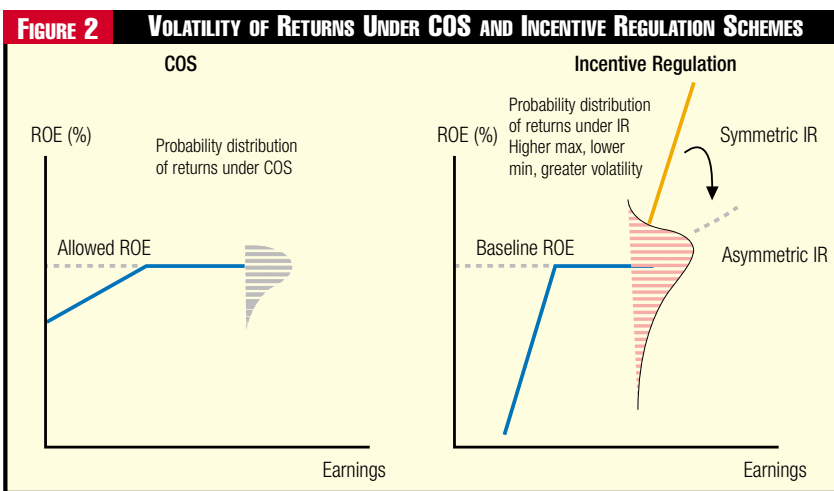 FIGURE 2 VOLATILITY OF RETURNS UNDER COS AND INCENTIVE REGULATION SCHEMES
COS
ROE (%)
Probability distribution
of returns under COS
Allowed ROE
Earnings
Incentive Regulation
Probability distribution
of returns under IR
Higher max, lower
min, greater volatility
ROE (%)
Symmetric IR
Baseline ROE
Asymmetric IR
Earnings